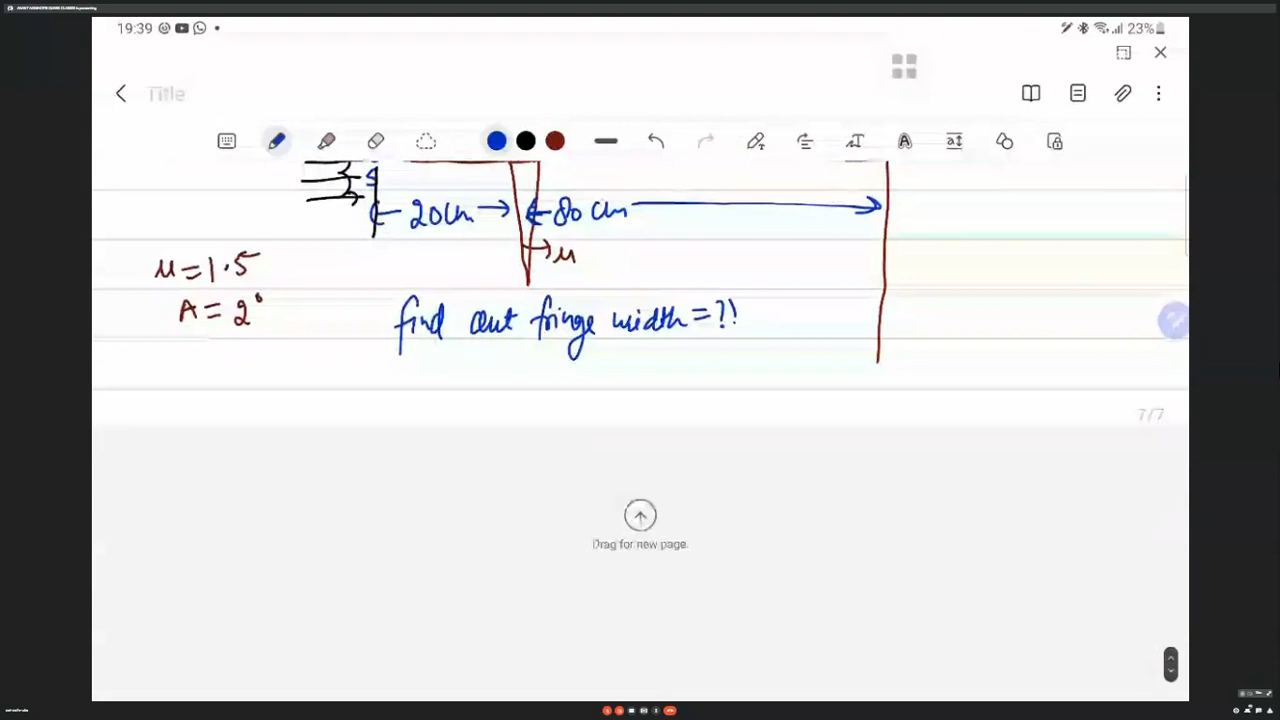 19:39
23%
Title
S
20cm
80 cm
μ
μ=1.5
A=2°
find out fringe width=??
7/7
Drag for new page.